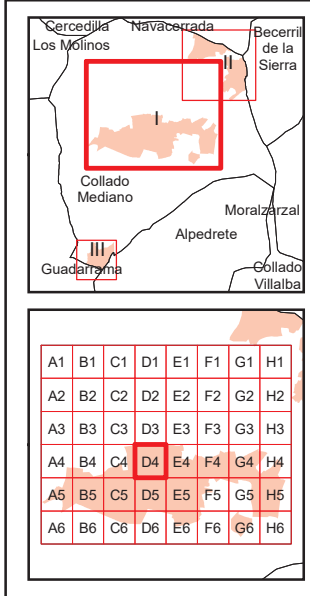 Cercedilla
Navacerrada
Becerril
de la
Sierra
Los Molinos
II
I
Collado
Mediano
Moralzarzal
Alpedrete
III
Guadarrama
Collado
Villalba
A1 B1 C1 D1 E1 F1 G1 H1
A2 B2 C2 D2 E2 F2 G2 H2
A3 B3 C3 D3 E3 F3 G3 H3
A4 B4 C4 D4 E4 F4 G4 H4
A5 B5 C5 D5 E5 F5 G5 H5
A6 B6 C6 D6 E6 F6 G6 H6